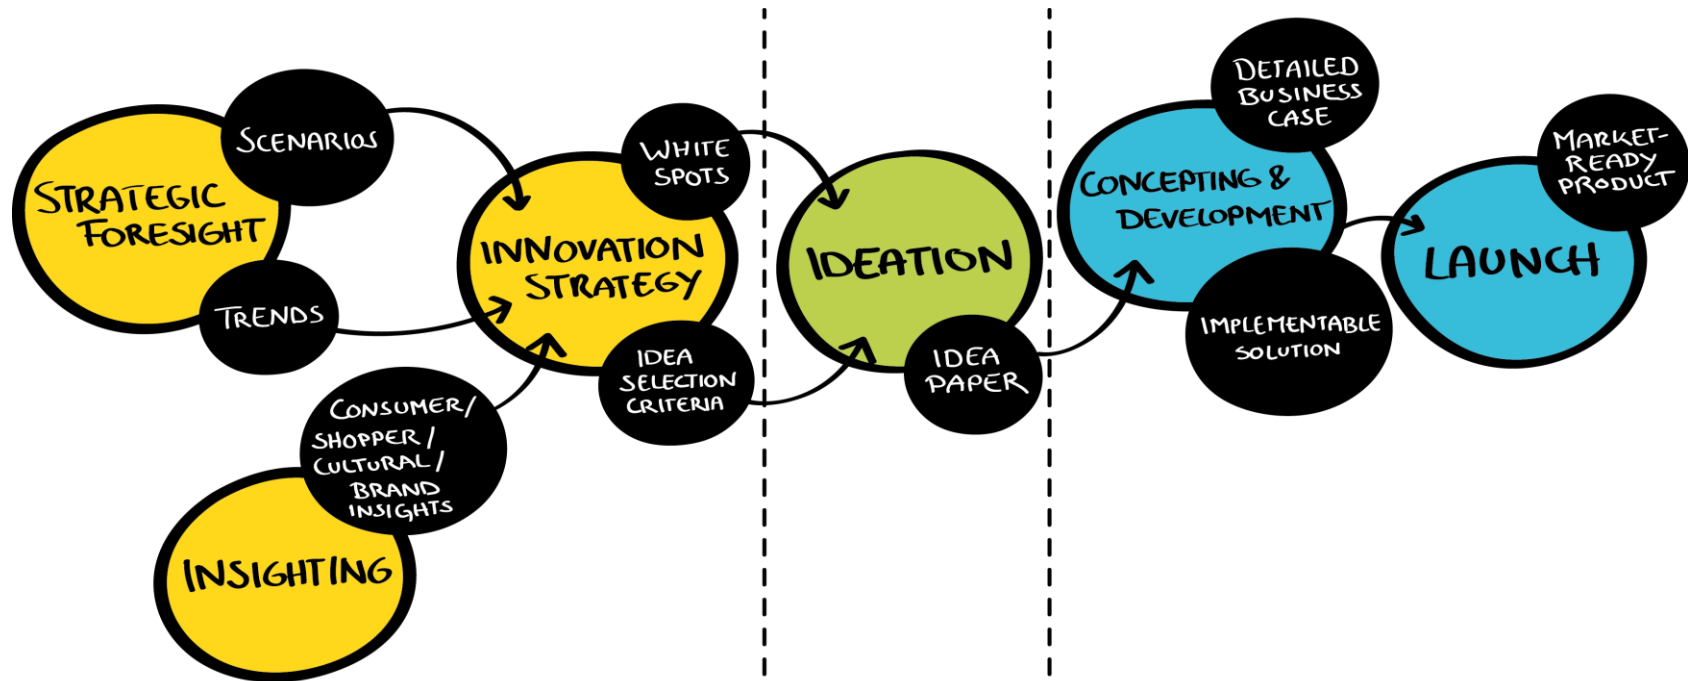 STRATEGIC
FORESIGHT
SCENARIOS
TRENDS
INSIGHTING
CONSUMER/
SHOPPER/
CULTURAL/
BRAND
INSIGHTS
INNOVATION
STRATEGY
WHITE
SPOTS
IDEA
SELECTION
CRITERIA
IDEATION
IDEA
PAPER
CONCEPTING &
DEVELOPMENT
DETAILED
BUSINESS
CASE
IMPLEMENTABLE
SOLUTION
LAUNCH
MARKET-
READY
PRODUCT